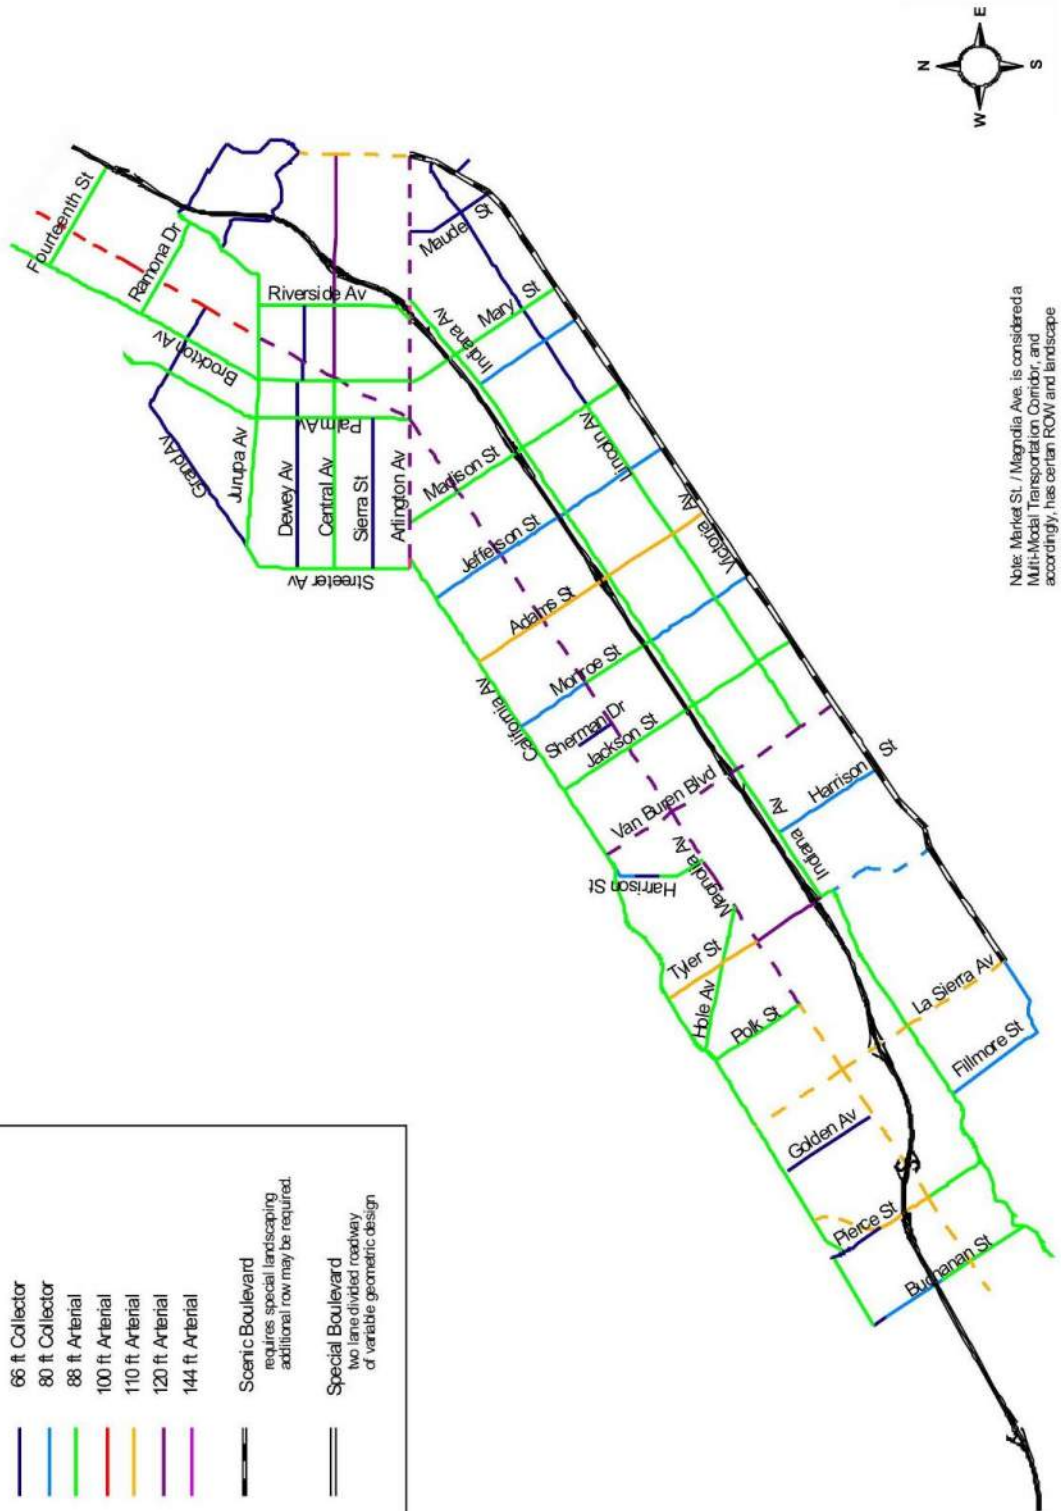 66 ft Collector
80 ft Collector
88 ft Arterial
100 ft Arterial
110 ft Arterial
120 ft Arterial
144 ft Arterial
Scenic Boulevard
requires special landscaping
additional row may be required.
Special Boulevard
two lane divided roadway
of variable geometric design
N
E
S
W
Fourteenth St
Ramona Dr
Brockton Av
Grand Av
Jurupa Av
Riverside Av
Palm Av
Dewey Av
Central Av
Sierra St
Arlington Av
Streeter Av
Maude St
Mary St
Indiana Av
Madison St
Lincoln Av
Jefferson St
Victoria Av
Adams St
California Av
Monroe St
Sherman Dr
Jackson St
Van Buren Blvd
Harrison St
Magnolia Av
Harrison St
Indiana Av
Tyler St
Hole Av
Polk St
La Sierra Av
Fillmore St
Golden Av
Pierce St
Buchanan St
Note: Market St. / Magnolia Ave. is considered a
Multi-Modal Transportation Corridor, and
accordingly, has certain ROW and landscape